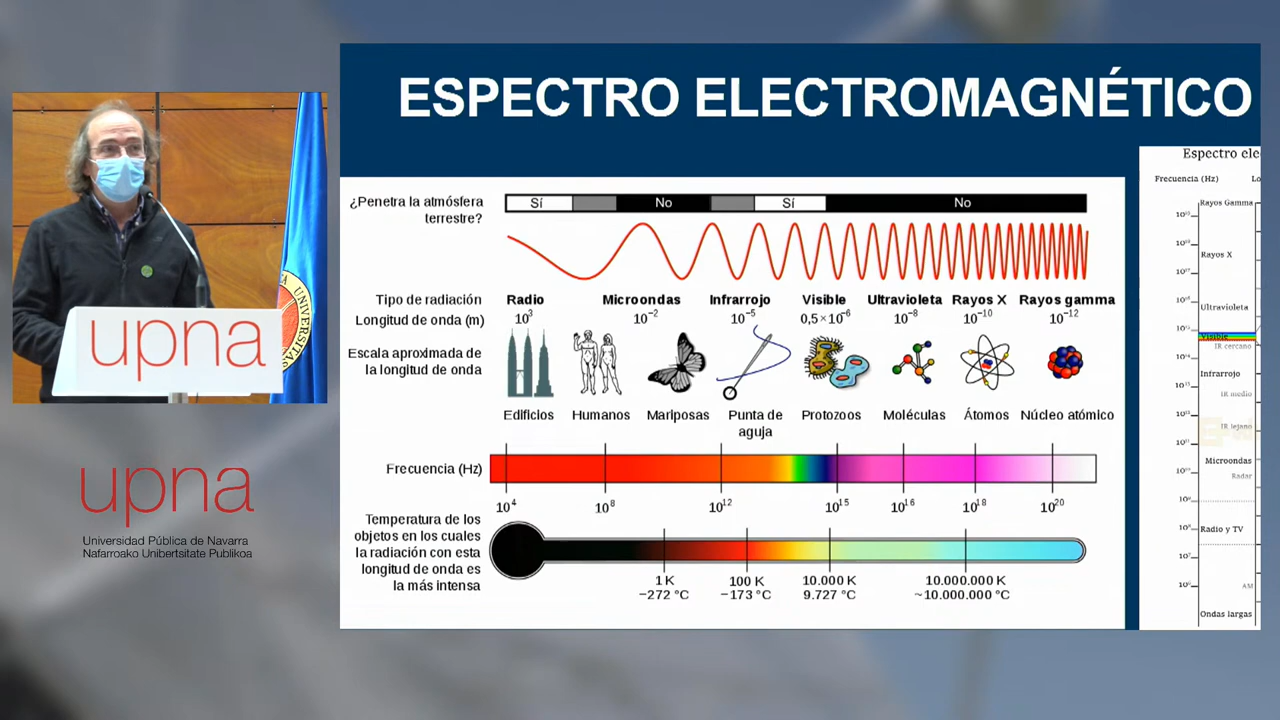 ESPECTRO ELECTROMAGNÉTICO
¿Penetra la atmósfera
terrestre?
Sí
No
Sí
No
Tipo de radiación
Radio
Microondas
Infrarrojo
Visible
Ultravioleta
Rayos X
Rayos gamma
Longitud de onda (m)
10³
10⁻²
10⁻⁵
0,5×10⁻⁶
10⁻⁸
10⁻¹⁰
10⁻¹²
Escala aproximada de
la longitud de onda
Edificios
Humanos
Mariposas
Punta de
aguja
Protozoos
Moléculas
Átomos
Núcleo atómico
Frecuencia (Hz)
10⁴
10⁸
10¹²
10¹⁵
10¹⁶
10¹⁸
10²⁰
Temperatura de los
objetos en los cuales
la radiación con esta
longitud de onda es
la más intensa
1 K
−272 °C
100 K
−173 °C
10.000 K
9.727 °C
10.000.000 K
~10.000.000 °C
Espectro ele
Frecuencia (Hz)
Lo
Rayos Gamma
Rayos X
Ultravioleta
Visible
IR cercano
Infrarrojo
IR medio
IR lejano
Microondas
Radar
Radio y TV
AM
Ondas largas
upna
upna
Universidad Pública de Navarra
Nafarroako Unibertsitate Publikoa